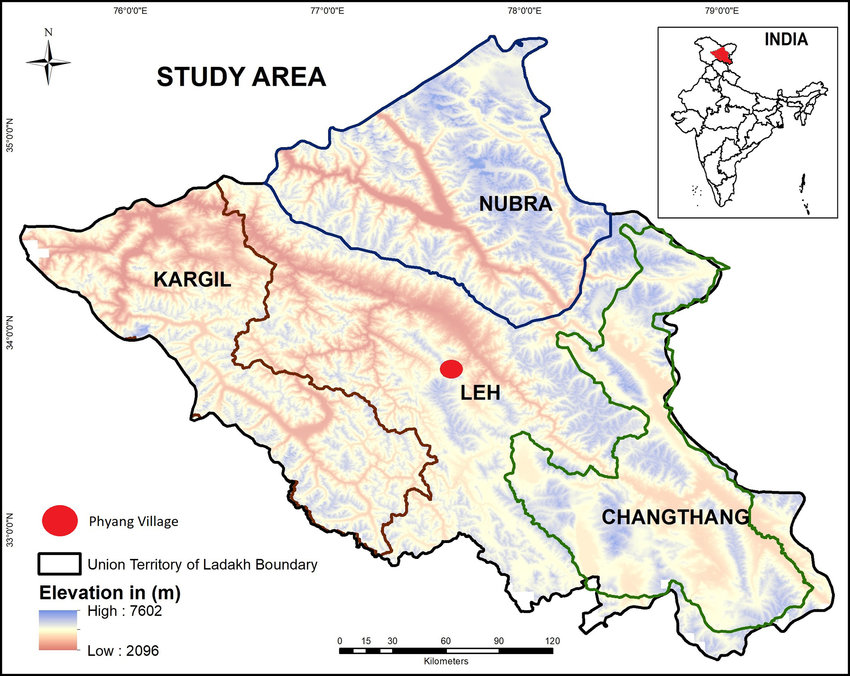 76°0'0"E 77°0'0"E 78°0'0"E 79°0'0"E
N
STUDY AREA
INDIA
35°0'0"N
NUBRA
KARGIL
34°0'0"N
LEH
CHANGTHANG
33°0'0"N
Phyang Village
Union Territory of Ladakh Boundary
Elevation in (m)
High : 7602
Low : 2096
0 15 30 60 90 120
Kilometers